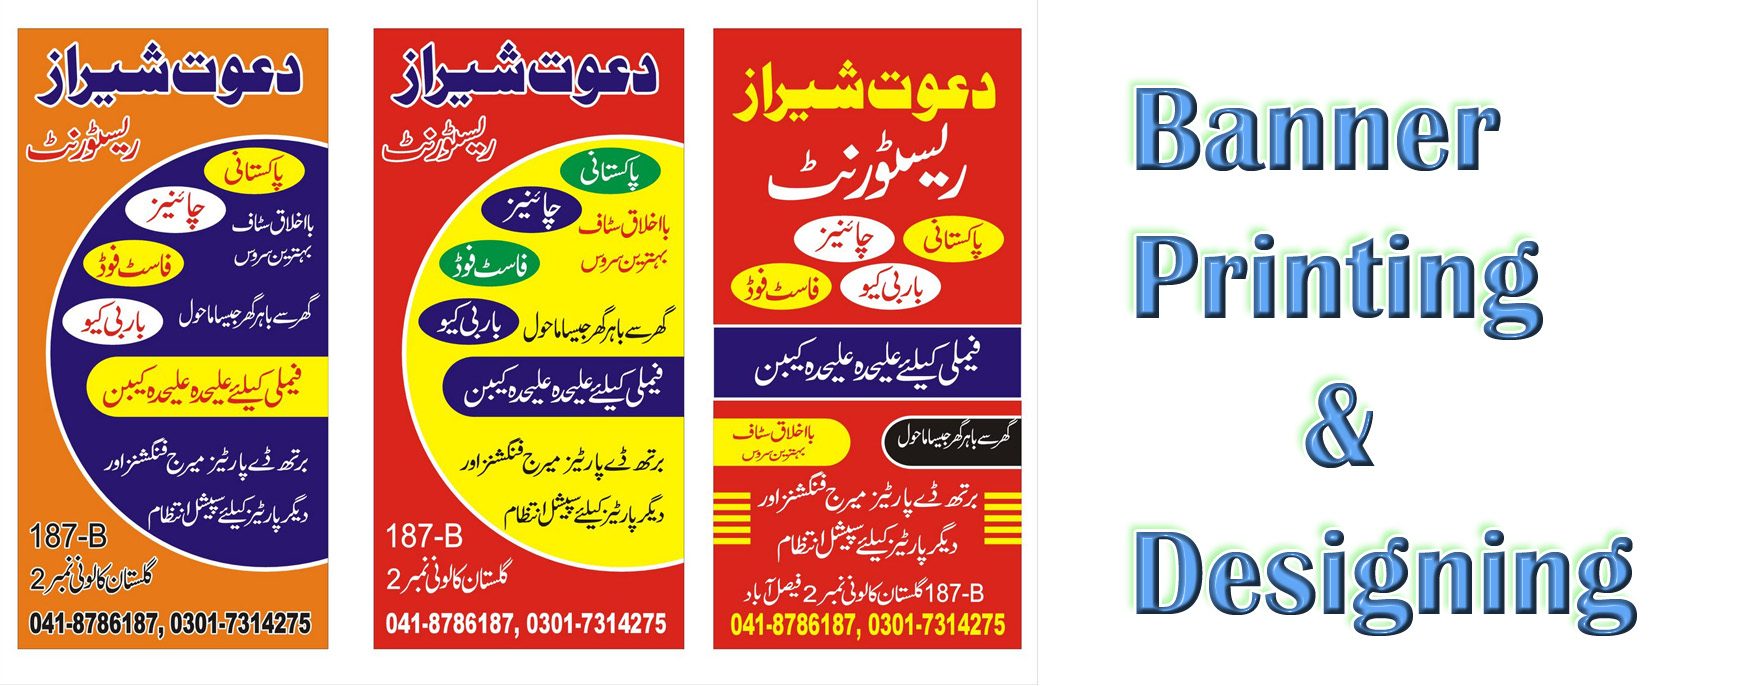 دعوت شیراز
ریسٹورنٹ
پاکستانی
چائنیز
بااخلاق سٹاف
فاسٹ فوڈ
بہترین سروس
باربی کیو
گھر سے باہر گھر جیسا ماحول
فیملی کیلئے علیحدہ علیحدہ کیبن
برتھ ڈے پارٹیز میرج فنکشنز اور
دیگر پارٹیز کیلئے سپیشل انتظام
187-B
گلستان کالونی نمبر 2
041-8786187, 0301-7314275
دعوت شیراز
ریسٹورنٹ
پاکستانی
چائنیز
بااخلاق سٹاف
فاسٹ فوڈ
بہترین سروس
باربی کیو
گھر سے باہر گھر جیسا ماحول
فیملی کیلئے علیحدہ علیحدہ کیبن
برتھ ڈے پارٹیز میرج فنکشنز اور
دیگر پارٹیز کیلئے سپیشل انتظام
187-B
گلستان کالونی نمبر 2
041-8786187, 0301-7314275
دعوت شیراز
ریسٹورنٹ
پاکستانی چائنیز
باربی کیو فاسٹ فوڈ
فیملی کیلئے علیحدہ علیحدہ کیبن
گھر سے باہر گھر جیسا ماحول
بااخلاق سٹاف
بہترین سروس
برتھ ڈے پارٹیز میرج فنکشنز اور
دیگر پارٹیز کیلئے سپیشل انتظام
187-B گلستان کالونی نمبر 2 فیصل آباد
041-8786187, 0301-7314275
Banner
Printing
&
Designing